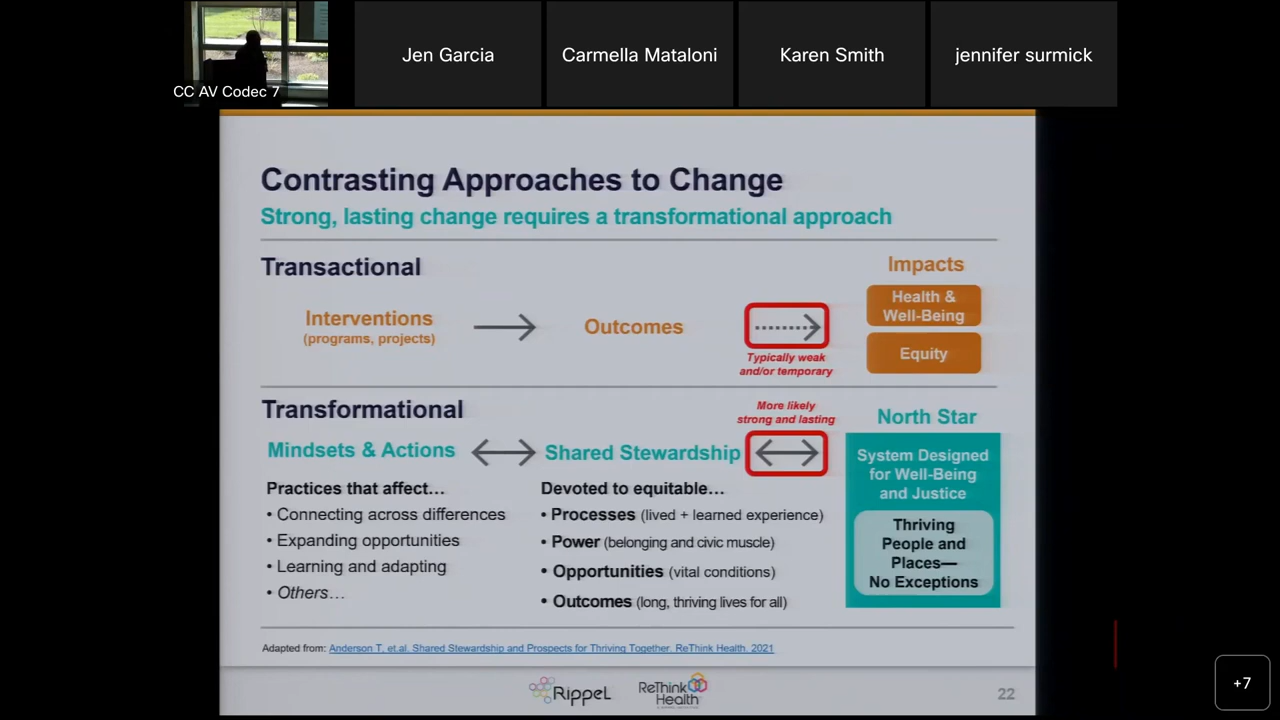 CC AV Codec 7
Jen Garcia
Carmella Mataloni
Karen Smith
jennifer surmick
Contrasting Approaches to Change
Strong, lasting change requires a transformational approach
Transactional
Impacts
Interventions
(programs, projects)
Outcomes
Typically weak
and/or temporary
Health &
Well-Being
Equity
Transformational
More likely
strong and lasting
North Star
Mindsets & Actions
Shared Stewardship
Practices that affect…
• Connecting across differences
• Expanding opportunities
• Learning and adapting
• Others…
Devoted to equitable…
• Processes (lived + learned experience)
• Power (belonging and civic muscle)
• Opportunities (vital conditions)
• Outcomes (long, thriving lives for all)
System Designed
for Well-Being
and Justice
Thriving
People and
Places—
No Exceptions
Adapted from: Anderson T, et.al. Shared Stewardship and Prospects for Thriving Together. ReThink Health. 2021
Rippel
ReThink
Health
22
+7